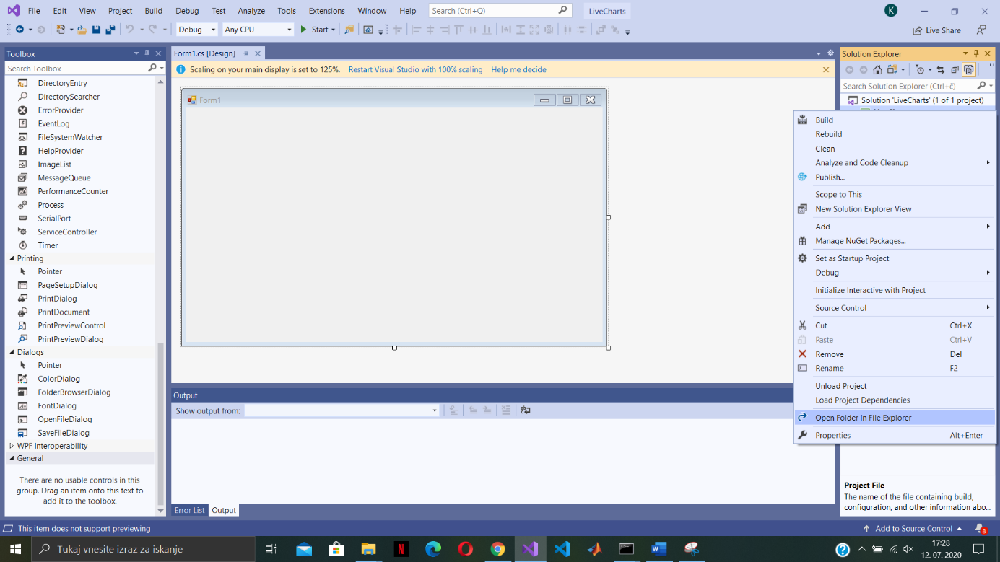 File Edit View Project Build Debug Test Analyze Tools Extensions Window Help Search (Ctrl+Q) LiveCharts K
Debug Any CPU Start Live Share
Toolbox
Search Toolbox
DirectoryEntry
DirectorySearcher
ErrorProvider
EventLog
FileSystemWatcher
HelpProvider
ImageList
MessageQueue
PerformanceCounter
Process
SerialPort
ServiceController
Timer
Printing
Pointer
PageSetupDialog
PrintDialog
PrintDocument
PrintPreviewControl
PrintPreviewDialog
Dialogs
Pointer
ColorDialog
FolderBrowserDialog
FontDialog
OpenFileDialog
SaveFileDialog
WPF Interoperability
General
There are no usable controls in this
group. Drag an item onto this text to
add it to the toolbox.
Form1.cs [Design]
Scaling on your main display is set to 125%. Restart Visual Studio with 100% scaling Help me decide
Form1
Output
Show output from:
Error List Output
Solution Explorer
Search Solution Explorer (Ctrl+č)
Solution 'LiveCharts' (1 of 1 project)
Build
Rebuild
Clean
Analyze and Code Cleanup
Publish...
Scope to This
New Solution Explorer View
Add
Manage NuGet Packages...
Set as Startup Project
Debug
Initialize Interactive with Project
Source Control
Cut Ctrl+X
Paste Ctrl+V
Remove Del
Rename F2
Unload Project
Load Project Dependencies
Open Folder in File Explorer
Properties Alt+Enter
Project File
The name of the file containing build,
configuration, and other information abo...
This item does not support previewing Add to Source Control 8
Tukaj vnesite izraz za iskanje
17:28
12. 07. 2020